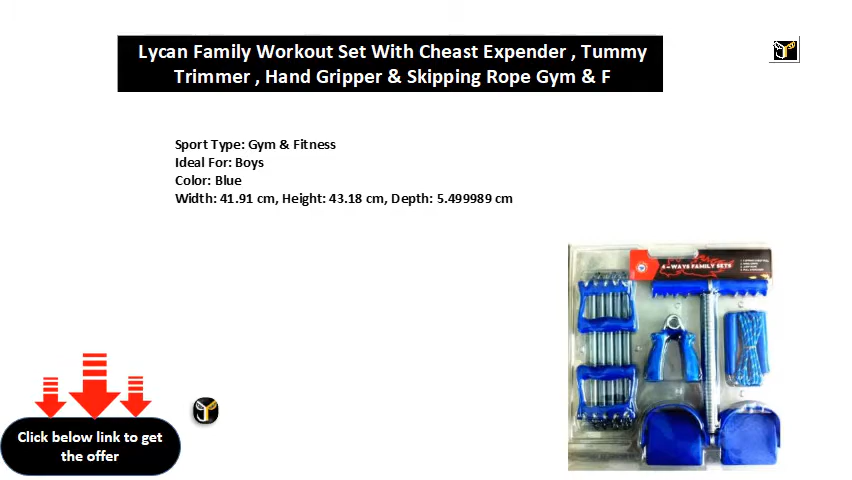 Lycan Family Workout Set With Cheast Expender , Tummy
Trimmer , Hand Gripper & Skipping Rope Gym & F
Sport Type: Gym & Fitness
Ideal For: Boys
Color: Blue
Width: 41.91 cm, Height: 43.18 cm, Depth: 5.499989 cm
4-WAYS FAMILY SETS
Click below link to get
the offer